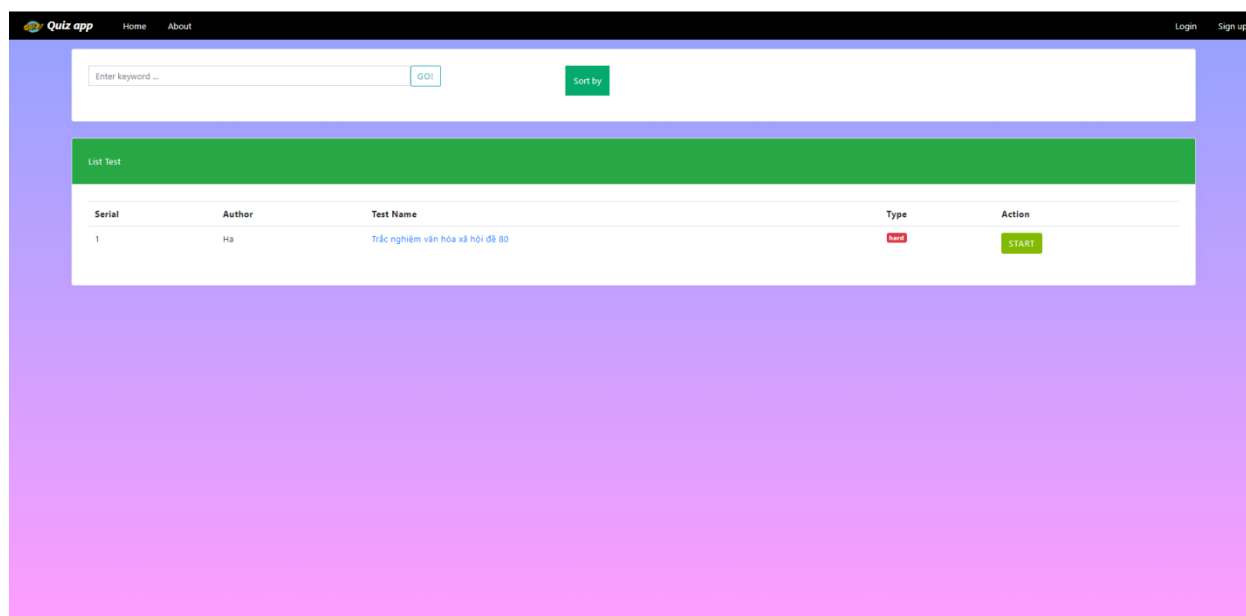 Quiz app Home About Login Sign up
Enter keyword ... GO! Sort by
List Test
Serial Author Test Name Type Action
1 Ha Trắc nghiệm văn hóa xã hội đề 80 hard START